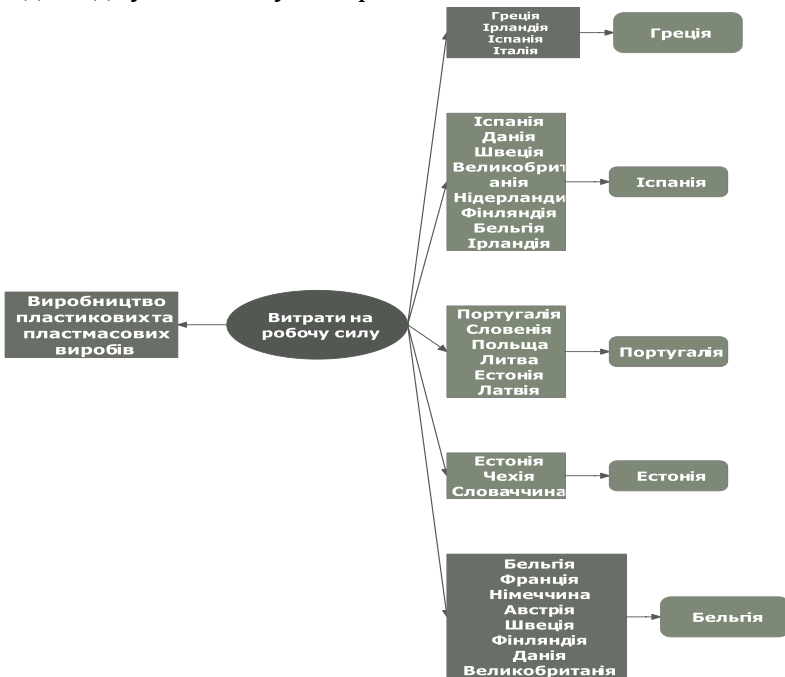 Греція
Ірландія
Іспанія
Італія
Греція
Іспанія
Данія
Швеція
Великобрит
анія
Нідерланди
Фінляндія
Бельгія
Ірландія
Іспанія
Виробництво
пластикових та
пластмасових
виробів
Витрати на
робочу силу
Португалія
Словенія
Польща
Литва
Естонія
Латвія
Португалія
Естонія
Чехія
Словаччина
Естонія
Бельгія
Франція
Німеччина
Австрія
Швеція
Фінляндія
Данія
Великобританія
Бельгія